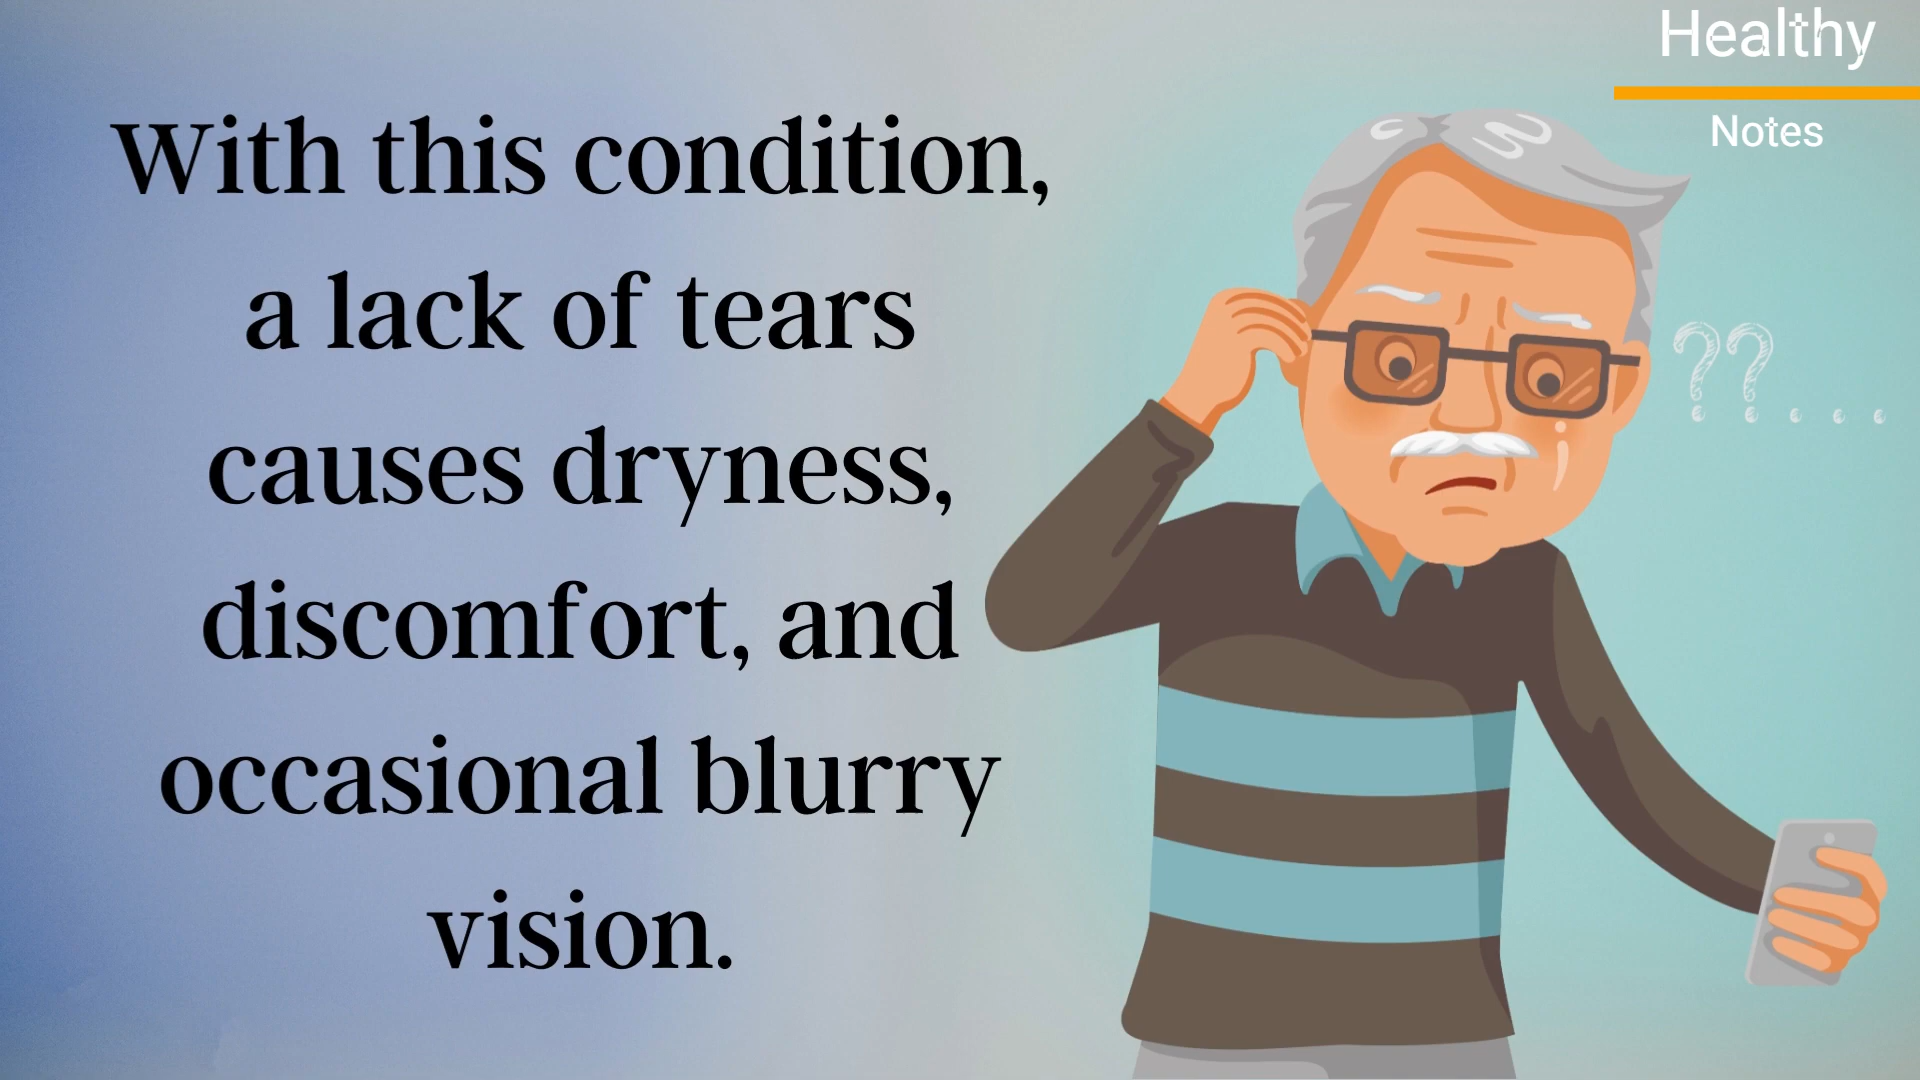 Healthy
Notes
With this condition,
a lack of tears
causes dryness,
discomfort, and
occasional blurry
vision.
??...